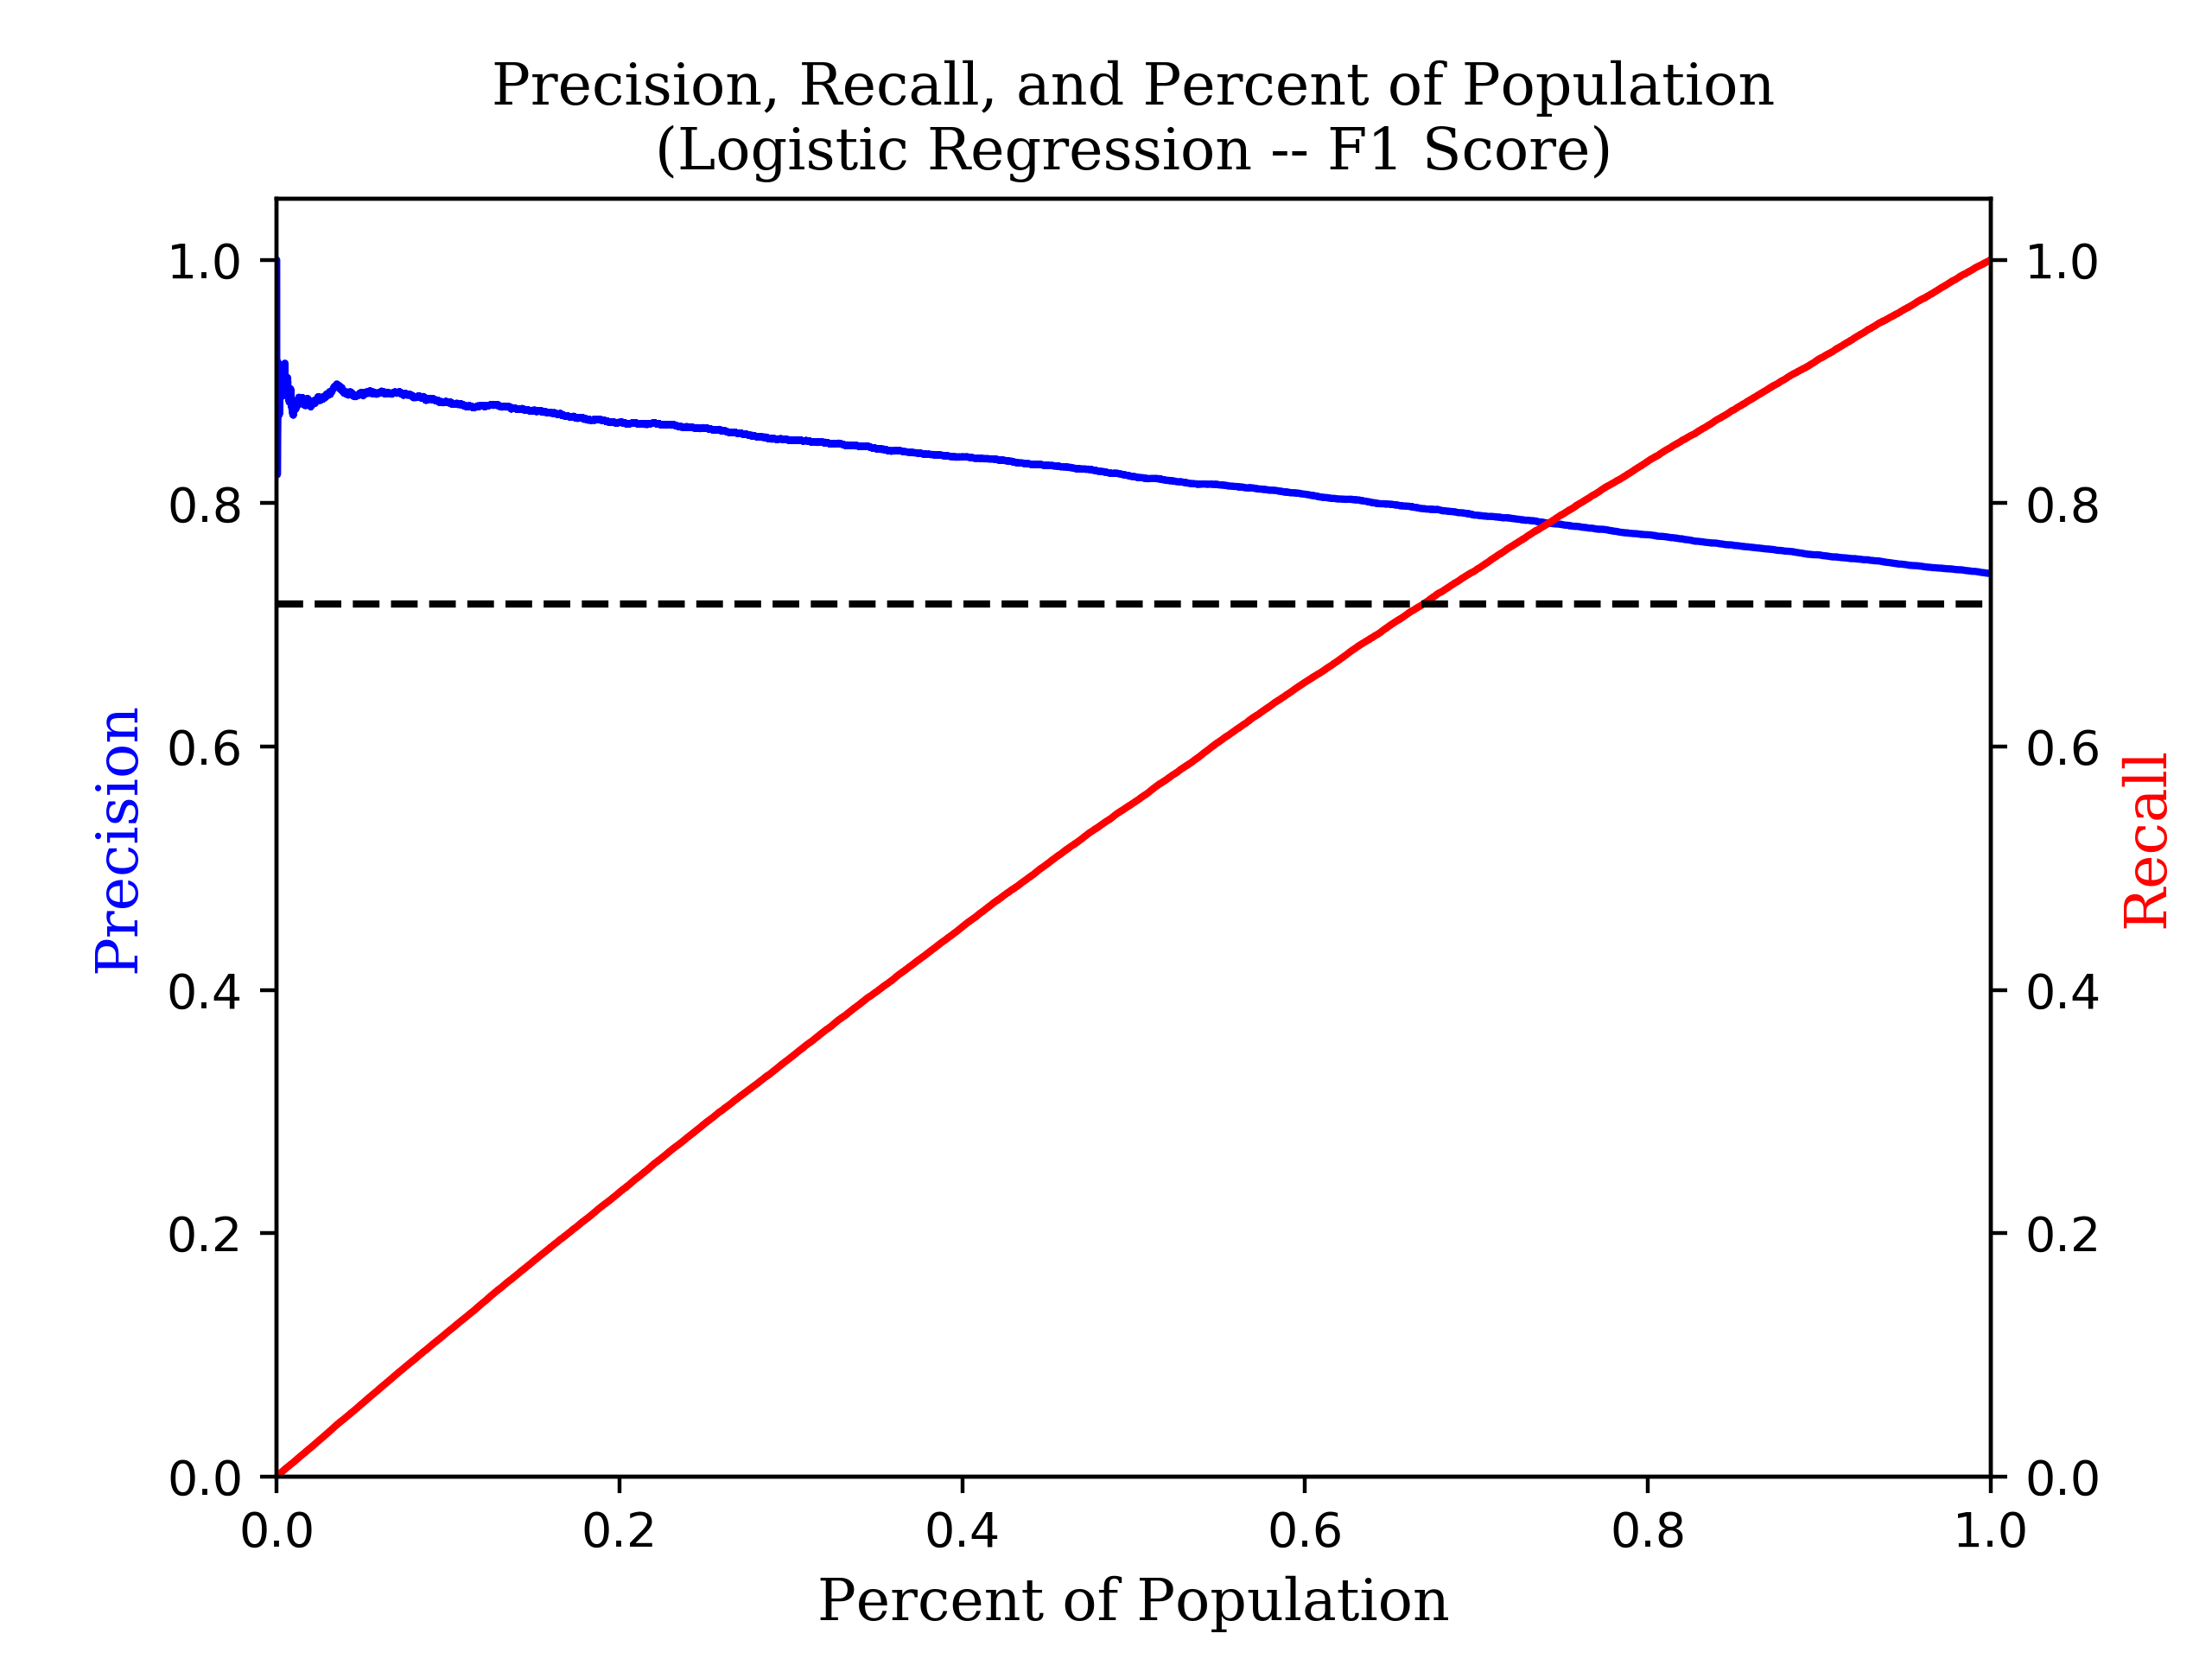 Precision, Recall, and Percent of Population
(Logistic Regression -- F1 Score)
1.0
0.8
0.6
0.4
0.2
0.0
Precision
1.0
0.8
0.6
0.4
0.2
0.0
Recall
0.0 0.2 0.4 0.6 0.8 1.0
Percent of Population